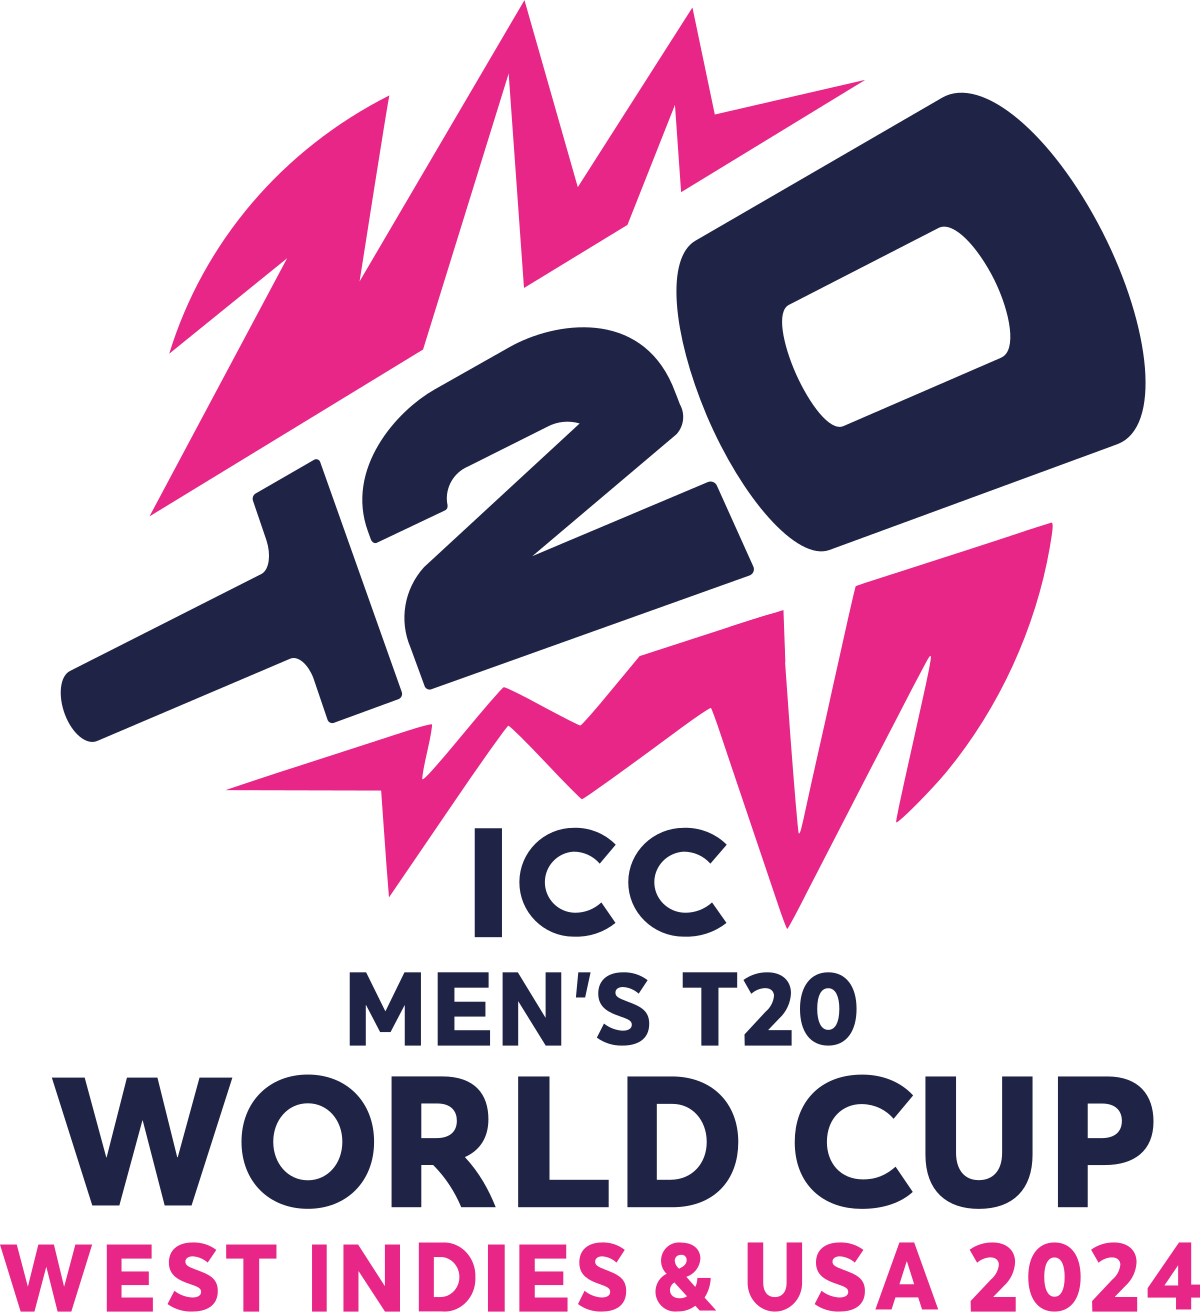 T20
ICC
MEN'S T20
WORLD CUP
WEST INDIES & USA 2024